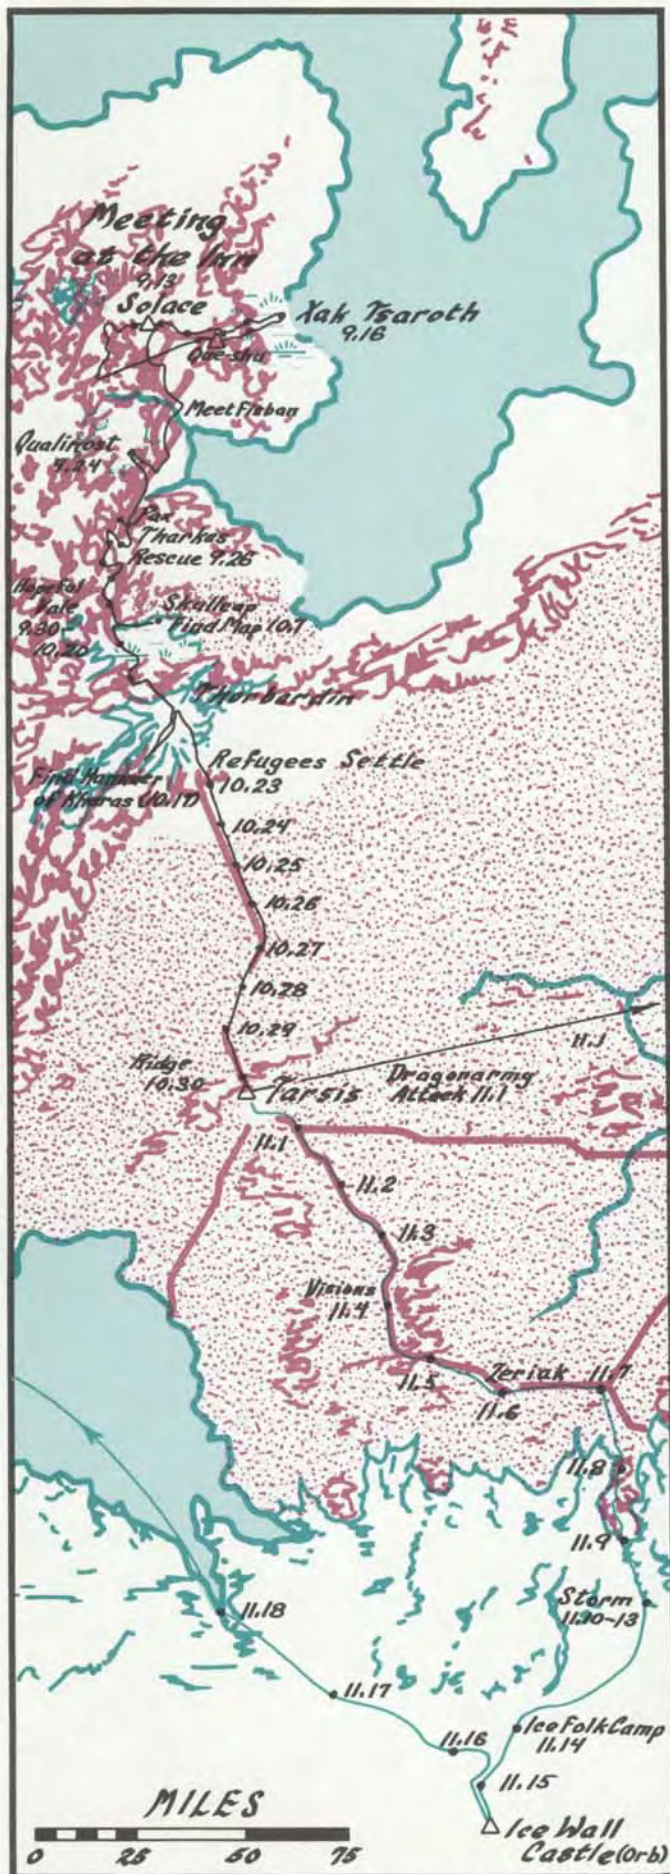 Meeting
at the Inn
9.13
Solace
Xak Tsaroth
9.16
Que-shu
Meet Fizban
Qualinost
9.24
Pax
Tharkas
Rescue 9.26
Hopeful
Vale
9.30
10.20
Skullcap
Find Map 10.7
Thorbardin
Find Hammer
of Kharas (10.17)
Refugees Settle
10.23
10.24
10.25
10.26
10.27
10.28
10.29
Ridge
10.30
Tarsis
11.1
Dragonarmy
Attack 11.1
11.1
11.2
11.3
Visions
11.4
11.5
Zeriak
11.6
11.7
11.8
11.9
Storm
11.10-13
11.18
11.17
11.16
Ice Folk Camp
11.14
11.15
Ice Wall
Castle (Orb)
MILES
0 25 50 75